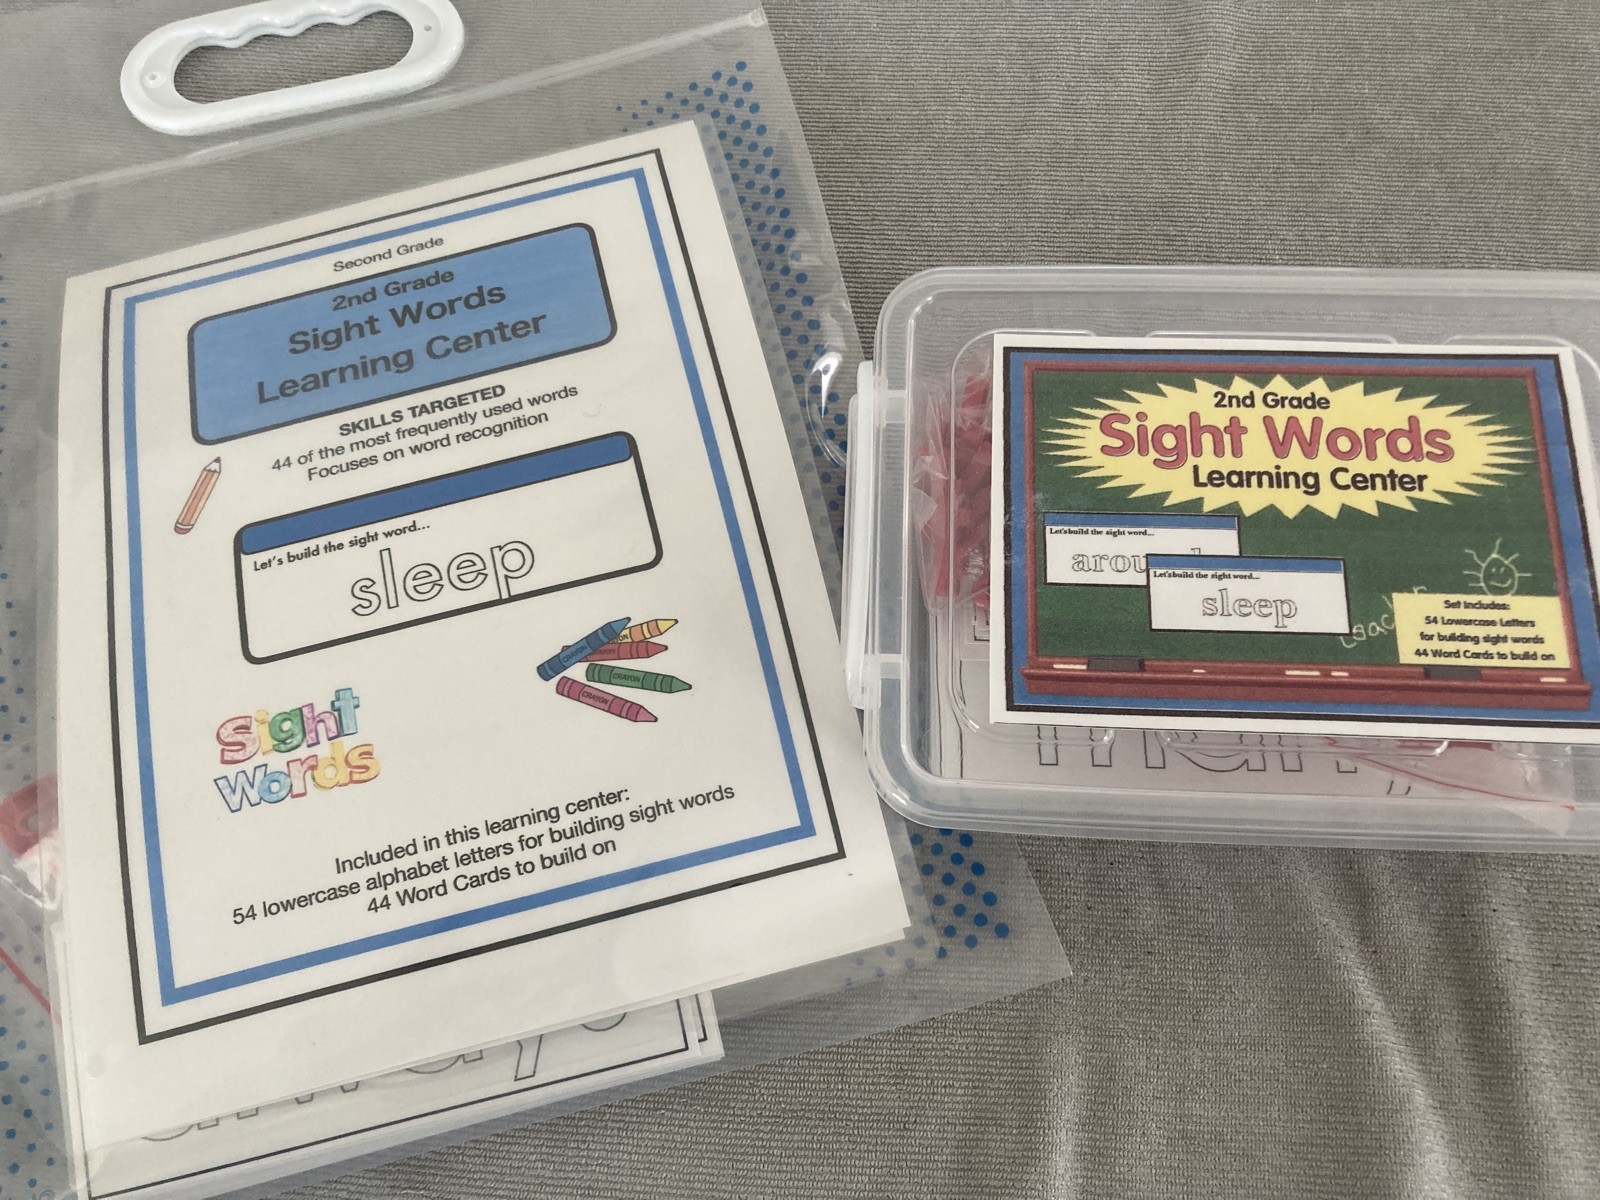 Second Grade
2nd Grade
Sight Words
Learning Center
SKILLS TARGETED
44 of the most frequently used words
Focuses on word recognition
Let's build the sight word...
sleep
CRAYON
CRAYON
CRAYON
CRAYON
Sight
Words
Included in this learning center:
54 lowercase alphabet letters for building sight words
44 Word Cards to build on
2nd Grade
Sight Words
Learning Center
Let's build the sight word...
Let's build the sight word...
sleep
Set Includes:
54 Lowercase Letters
for building sight words
44 Word Cards to build on